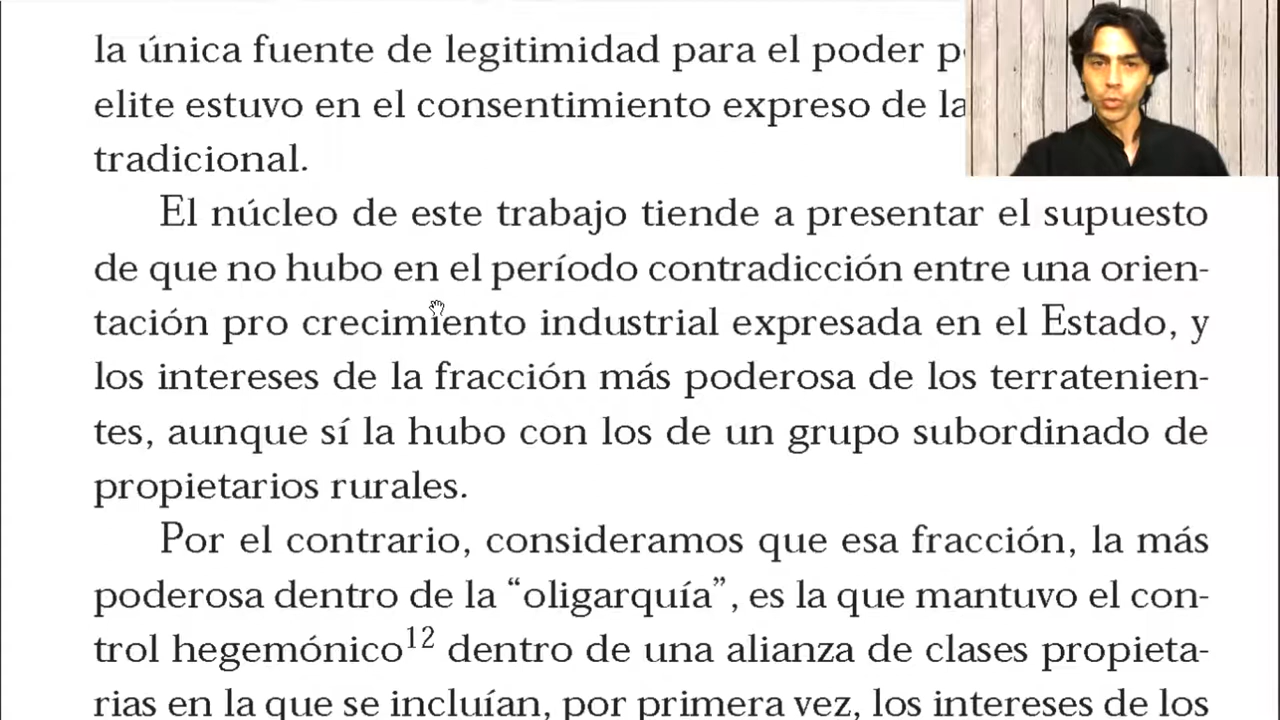 la única fuente de legitimidad para el poder
elite estuvo en el consentimiento expreso de la
tradicional.
El núcleo de este trabajo tiende a presentar el supuesto
de que no hubo en el período contradicción entre una orien-
tación pro crecimiento industrial expresada en el Estado, y
los intereses de la fracción más poderosa de los terratenien-
tes, aunque sí la hubo con los de un grupo subordinado de
propietarios rurales.
Por el contrario, consideramos que esa fracción, la más
poderosa dentro de la “oligarquía”, es la que mantuvo el con-
trol hegemónico12 dentro de una alianza de clases propieta-
rias en la que se incluían, por primera vez, los intereses de los